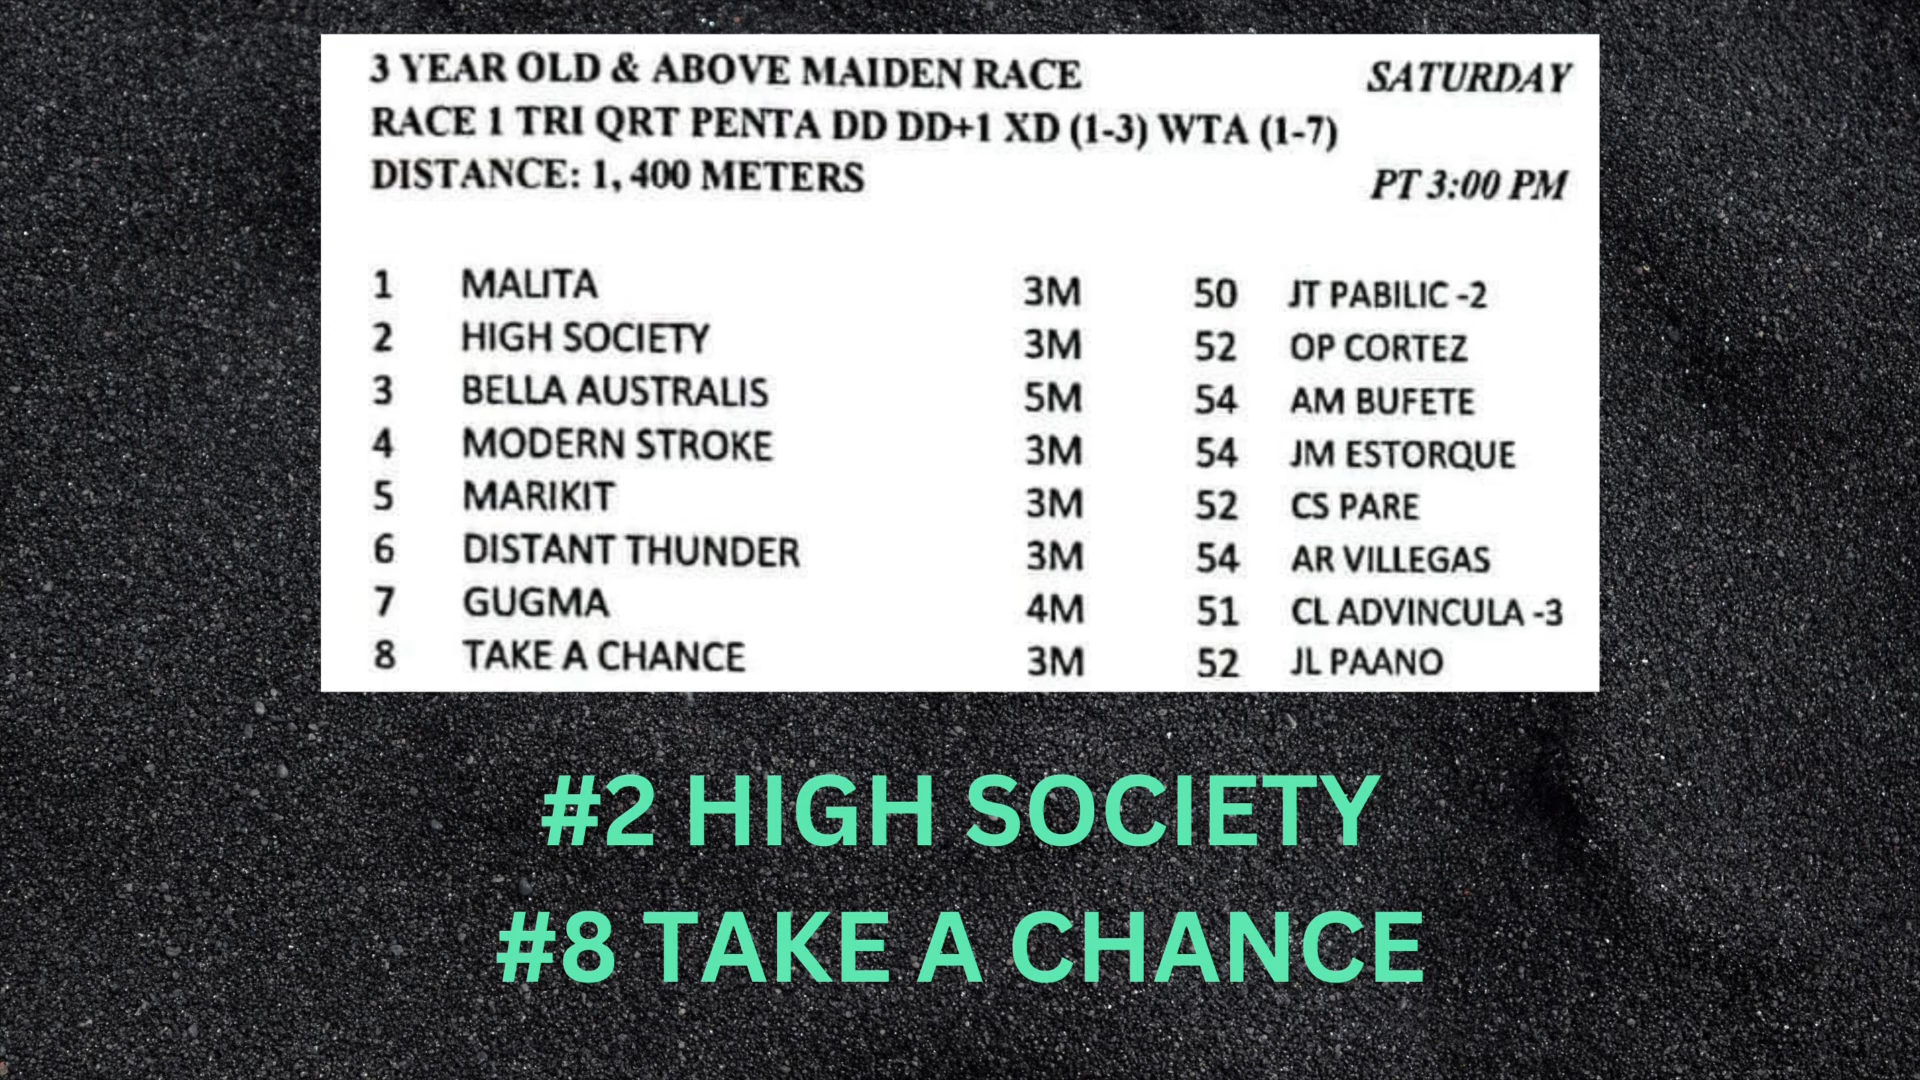 3 YEAR OLD & ABOVE MAIDEN RACE SATURDAY
RACE 1 TRI QRT PENTA DD DD+1 XD (1-3) WTA (1-7)
DISTANCE: 1, 400 METERS PT 3:00 PM
1 MALITA 3M 50 JT PABILIC -2
2 HIGH SOCIETY 3M 52 OP CORTEZ
3 BELLA AUSTRALIS 5M 54 AM BUFETE
4 MODERN STROKE 3M 54 JM ESTORQUE
5 MARIKIT 3M 52 CS PARE
6 DISTANT THUNDER 3M 54 AR VILLEGAS
7 GUGMA 4M 51 CL ADVINCULA -3
8 TAKE A CHANCE 3M 52 JL PAANO
#2 HIGH SOCIETY
#8 TAKE A CHANCE